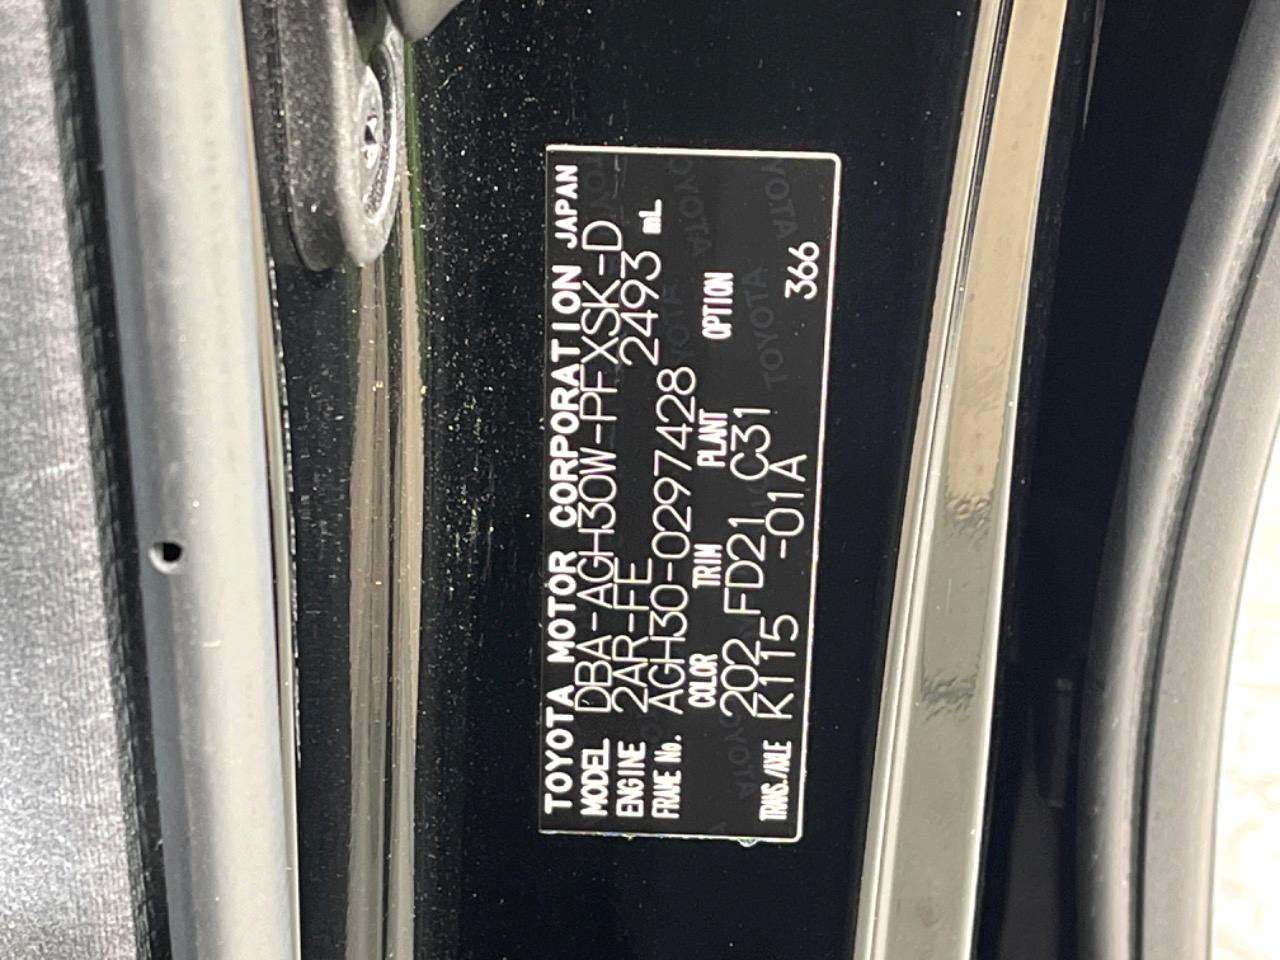 TOYOTA MOTOR CORPORATION JAPAN
MODEL DBA-AGH30W-PFXSK-D
ENGINE 2AR-FE 2493 mL
FRAME No. AGH30-0297428
COLOR TRIM PLANT OPTION
202 FD21 C31
TRANS./AXLE K115 -01A 366